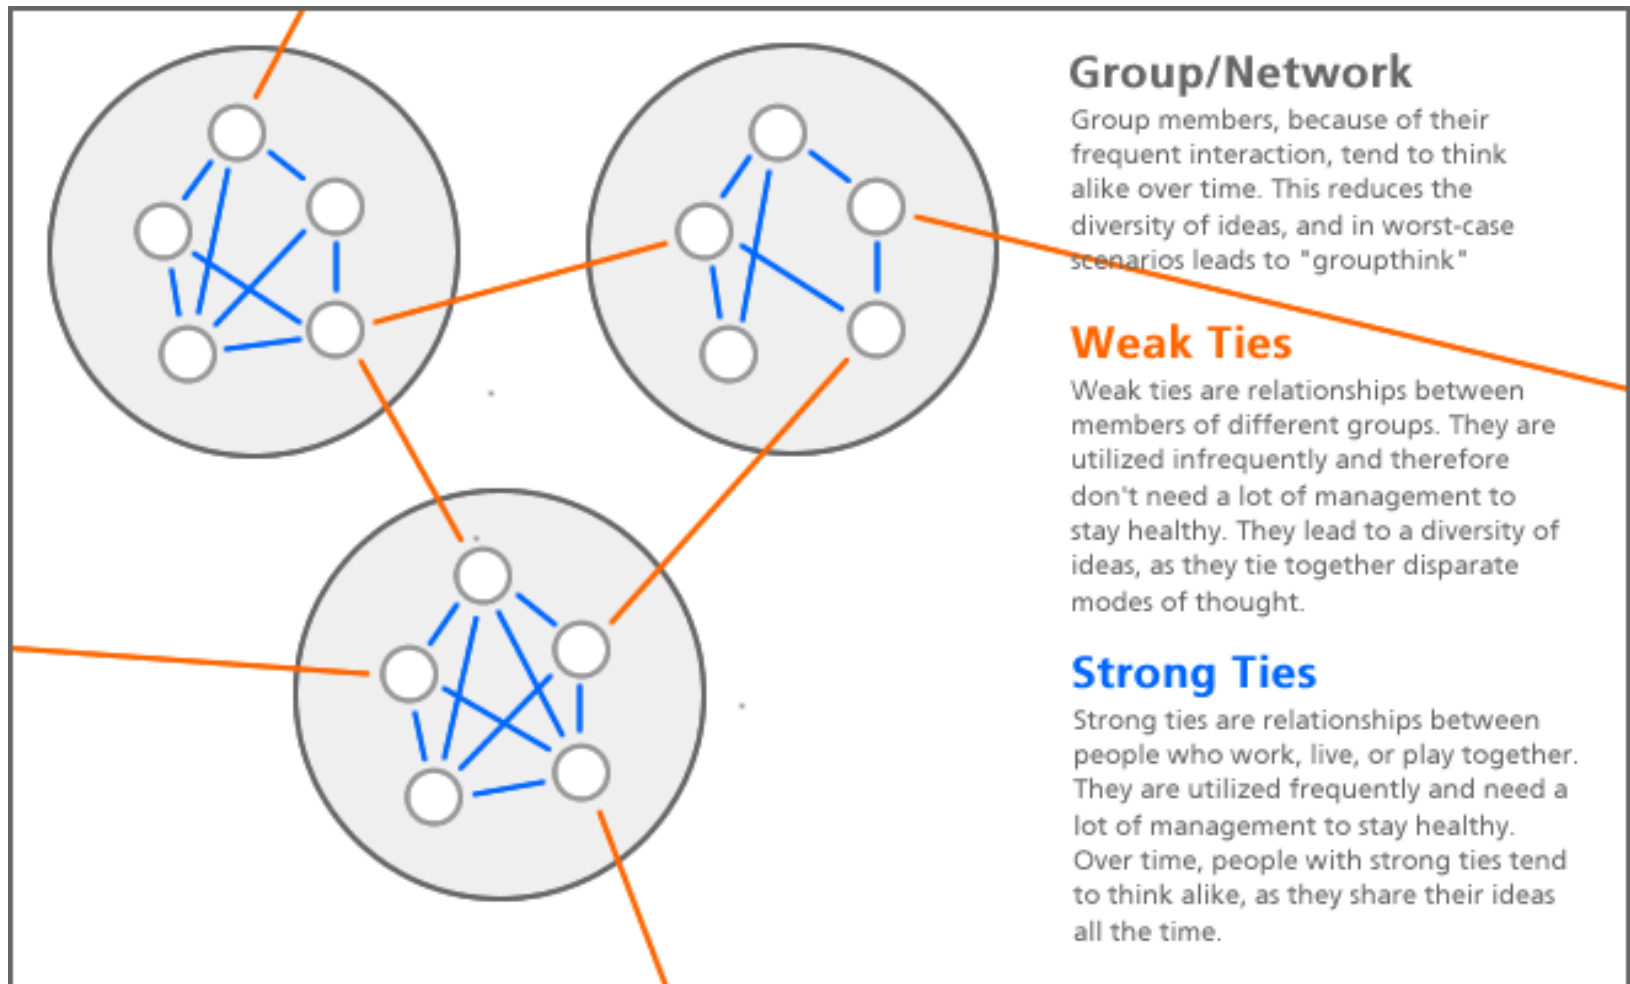 Group/Network
Group members, because of their
frequent interaction, tend to think
alike over time. This reduces the
diversity of ideas, and in worst-case
scenarios leads to "groupthink"
Weak Ties
Weak ties are relationships between
members of different groups. They are
utilized infrequently and therefore
don't need a lot of management to
stay healthy. They lead to a diversity of
ideas, as they tie together disparate
modes of thought.
Strong Ties
Strong ties are relationships between
people who work, live, or play together.
They are utilized frequently and need a
lot of management to stay healthy.
Over time, people with strong ties tend
to think alike, as they share their ideas
all the time.